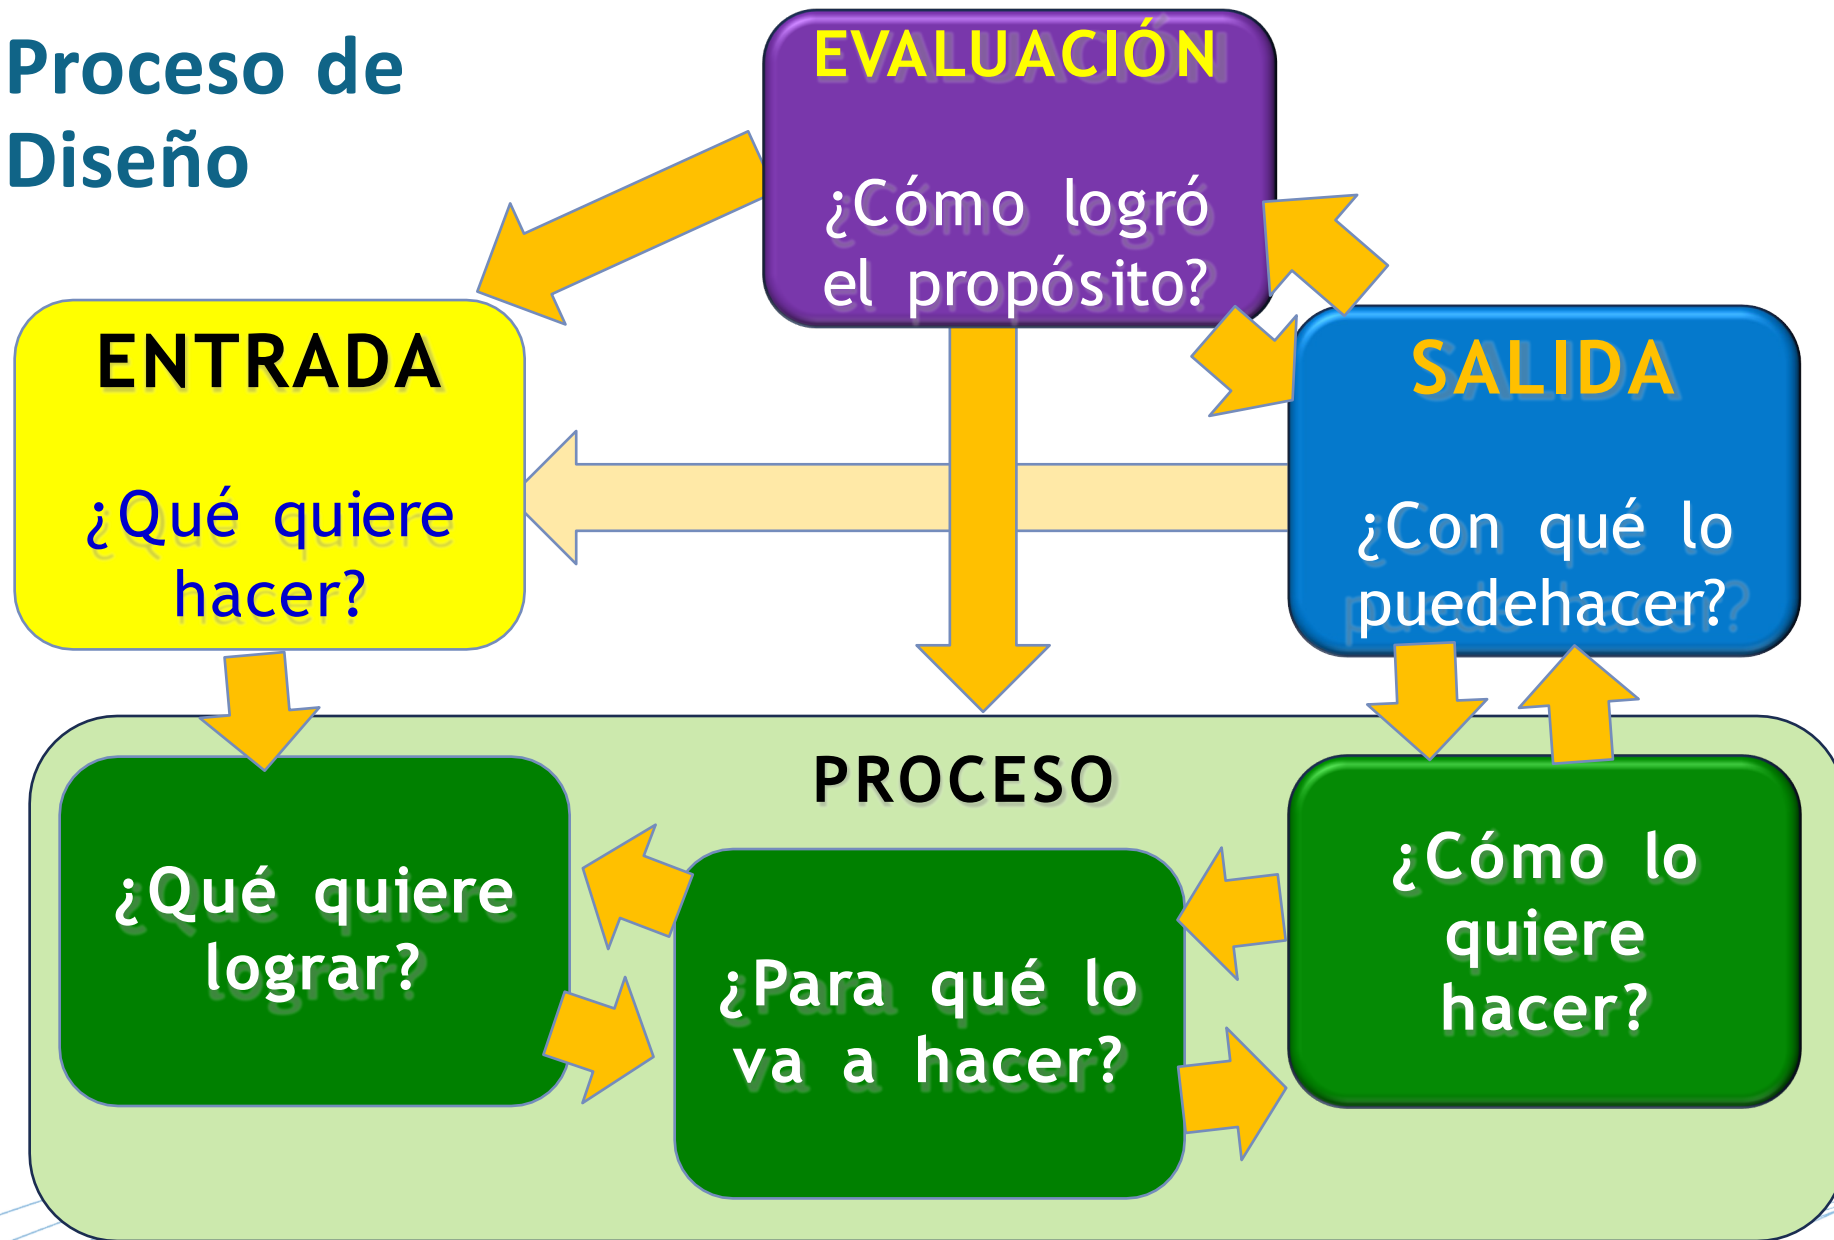 Proceso de
Diseño
EVALUACIÓN
¿Cómo logró
el propósito?
ENTRADA
¿Qué quiere
hacer?
SALIDA
¿Con qué lo
puedehacer?
PROCESO
¿Qué quiere
lograr?
¿Para qué lo
va a hacer?
¿Cómo lo
quiere
hacer?